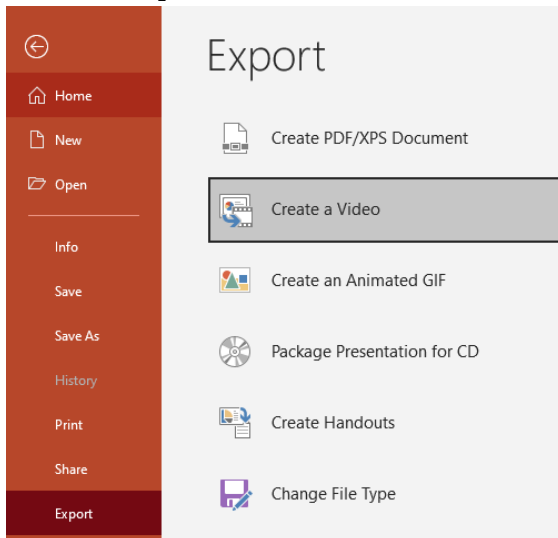 Home
New
Open
Info
Save
Save As
History
Print
Share
Export
Export
Create PDF/XPS Document
Create a Video
Create an Animated GIF
Package Presentation for CD
Create Handouts
Change File Type